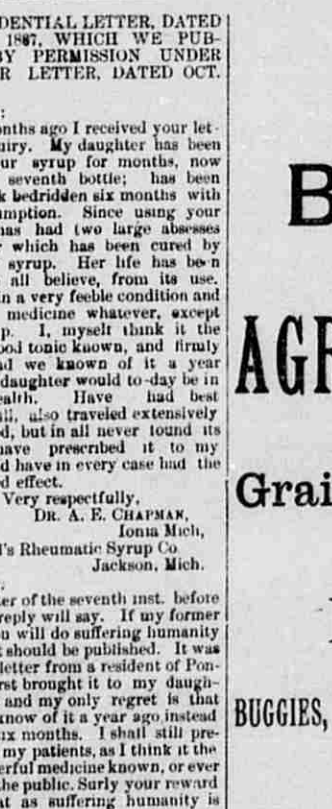 DENTIAL LETTER, DATED
1887, WHICH WE PUB-
BY PERMISSION UNDER
R LETTER, DATED OCT.
:
nths ago I received your let-
uiry. My daughter has been
ur syrup for months, now
seventh bottle; has been
k bedridden six months with
umption. Since using your
has had two large absesses
which has been cured by
syrup. Her life has be n
all believe, from its use.
n a very feeble condition and
medicine whatever, except
p. I, myself think it the
ood tonic known, and firmly
d we known of it a year
daughter would to-day be in
ealth. Have had best
ill, also traveled extensively
d, but in all never found its
have prescribed it to my
d have in every case had the
d effect.
Very respectfully,
DR. A. E. CHAPMAN,
Ionia Mich,
l's Rheumatic Syrup Co
Jackson, Mich.
:
er of the seventh inst. before
reply will say. If my former
u will do suffering humanity
t should be published. It was
letter from a resident of Pon-
rst brought it to my daugh-
and my only regret is that
know of it a year ago instead
ix months. I shall still pre-
my patients, as I think it the
erful medicine known, or ever
he public. Surly your reward
at as suffering humanity is
B
AGR
Grai
BUGGIES,